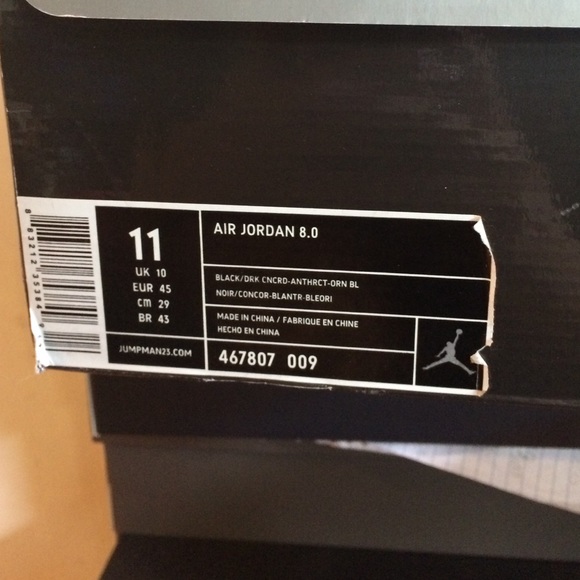 11
UK 10
EUR 45
cm 29
BR 43
JUMPMAN23.COM
AIR JORDAN 8.0
BLACK/DRK CNCRD-ANTHRCT-ORN BL
NOIR/CONCOR-BLANTR-BLEORI
MADE IN CHINA / FABRIQUE EN CHINE
HECHO EN CHINA
467807 009